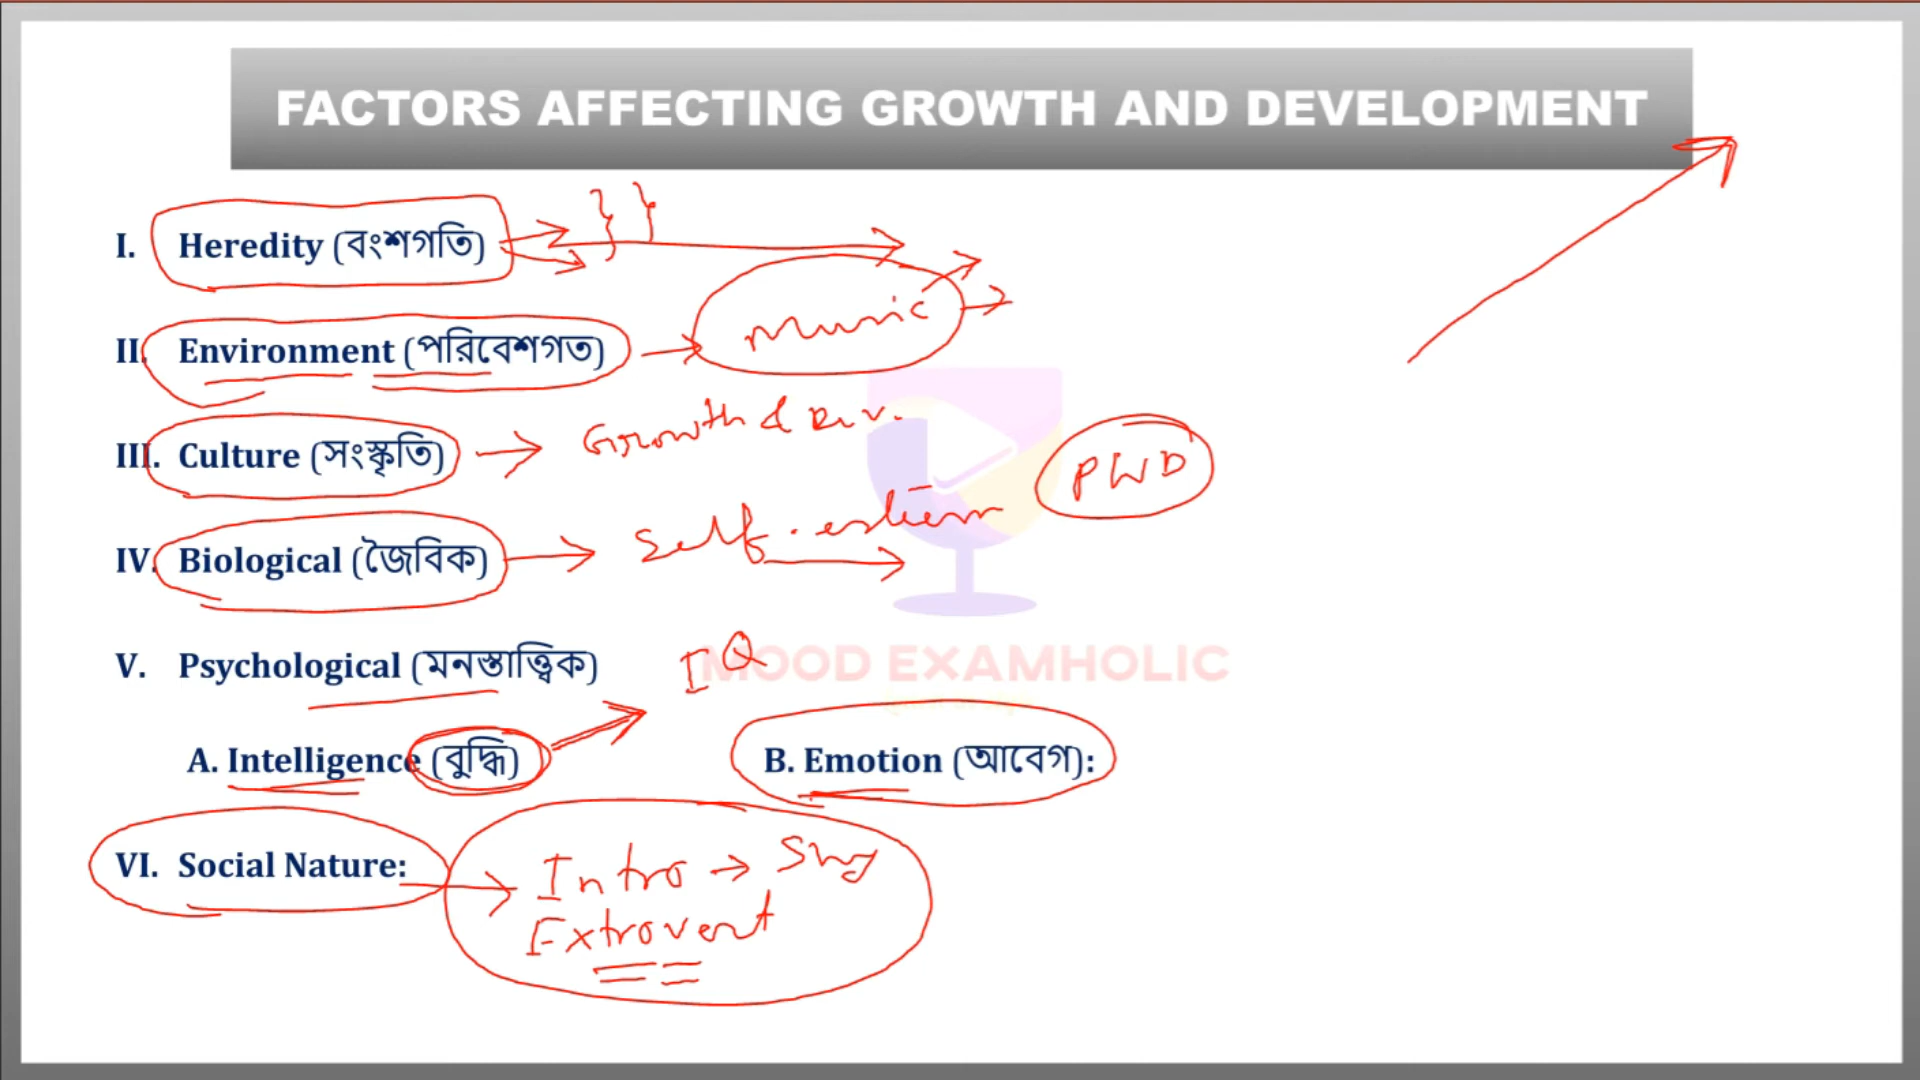 FACTORS AFFECTING GROWTH AND DEVELOPMENT
I. Heredity (বংশগতি)
II. Environment (পরিবেশগত) Music
III. Culture (সংস্কৃতি) Growth & Dev.
PWD
IV. Biological (জৈবিক) Self-esteem
V. Psychological (মনস্তাত্ত্বিক) IQ
MOOD EXAMHOLIC
A. Intelligence (বুদ্ধি) B. Emotion (আবেগ):
VI. Social Nature: Intro → Shy
Extrovert